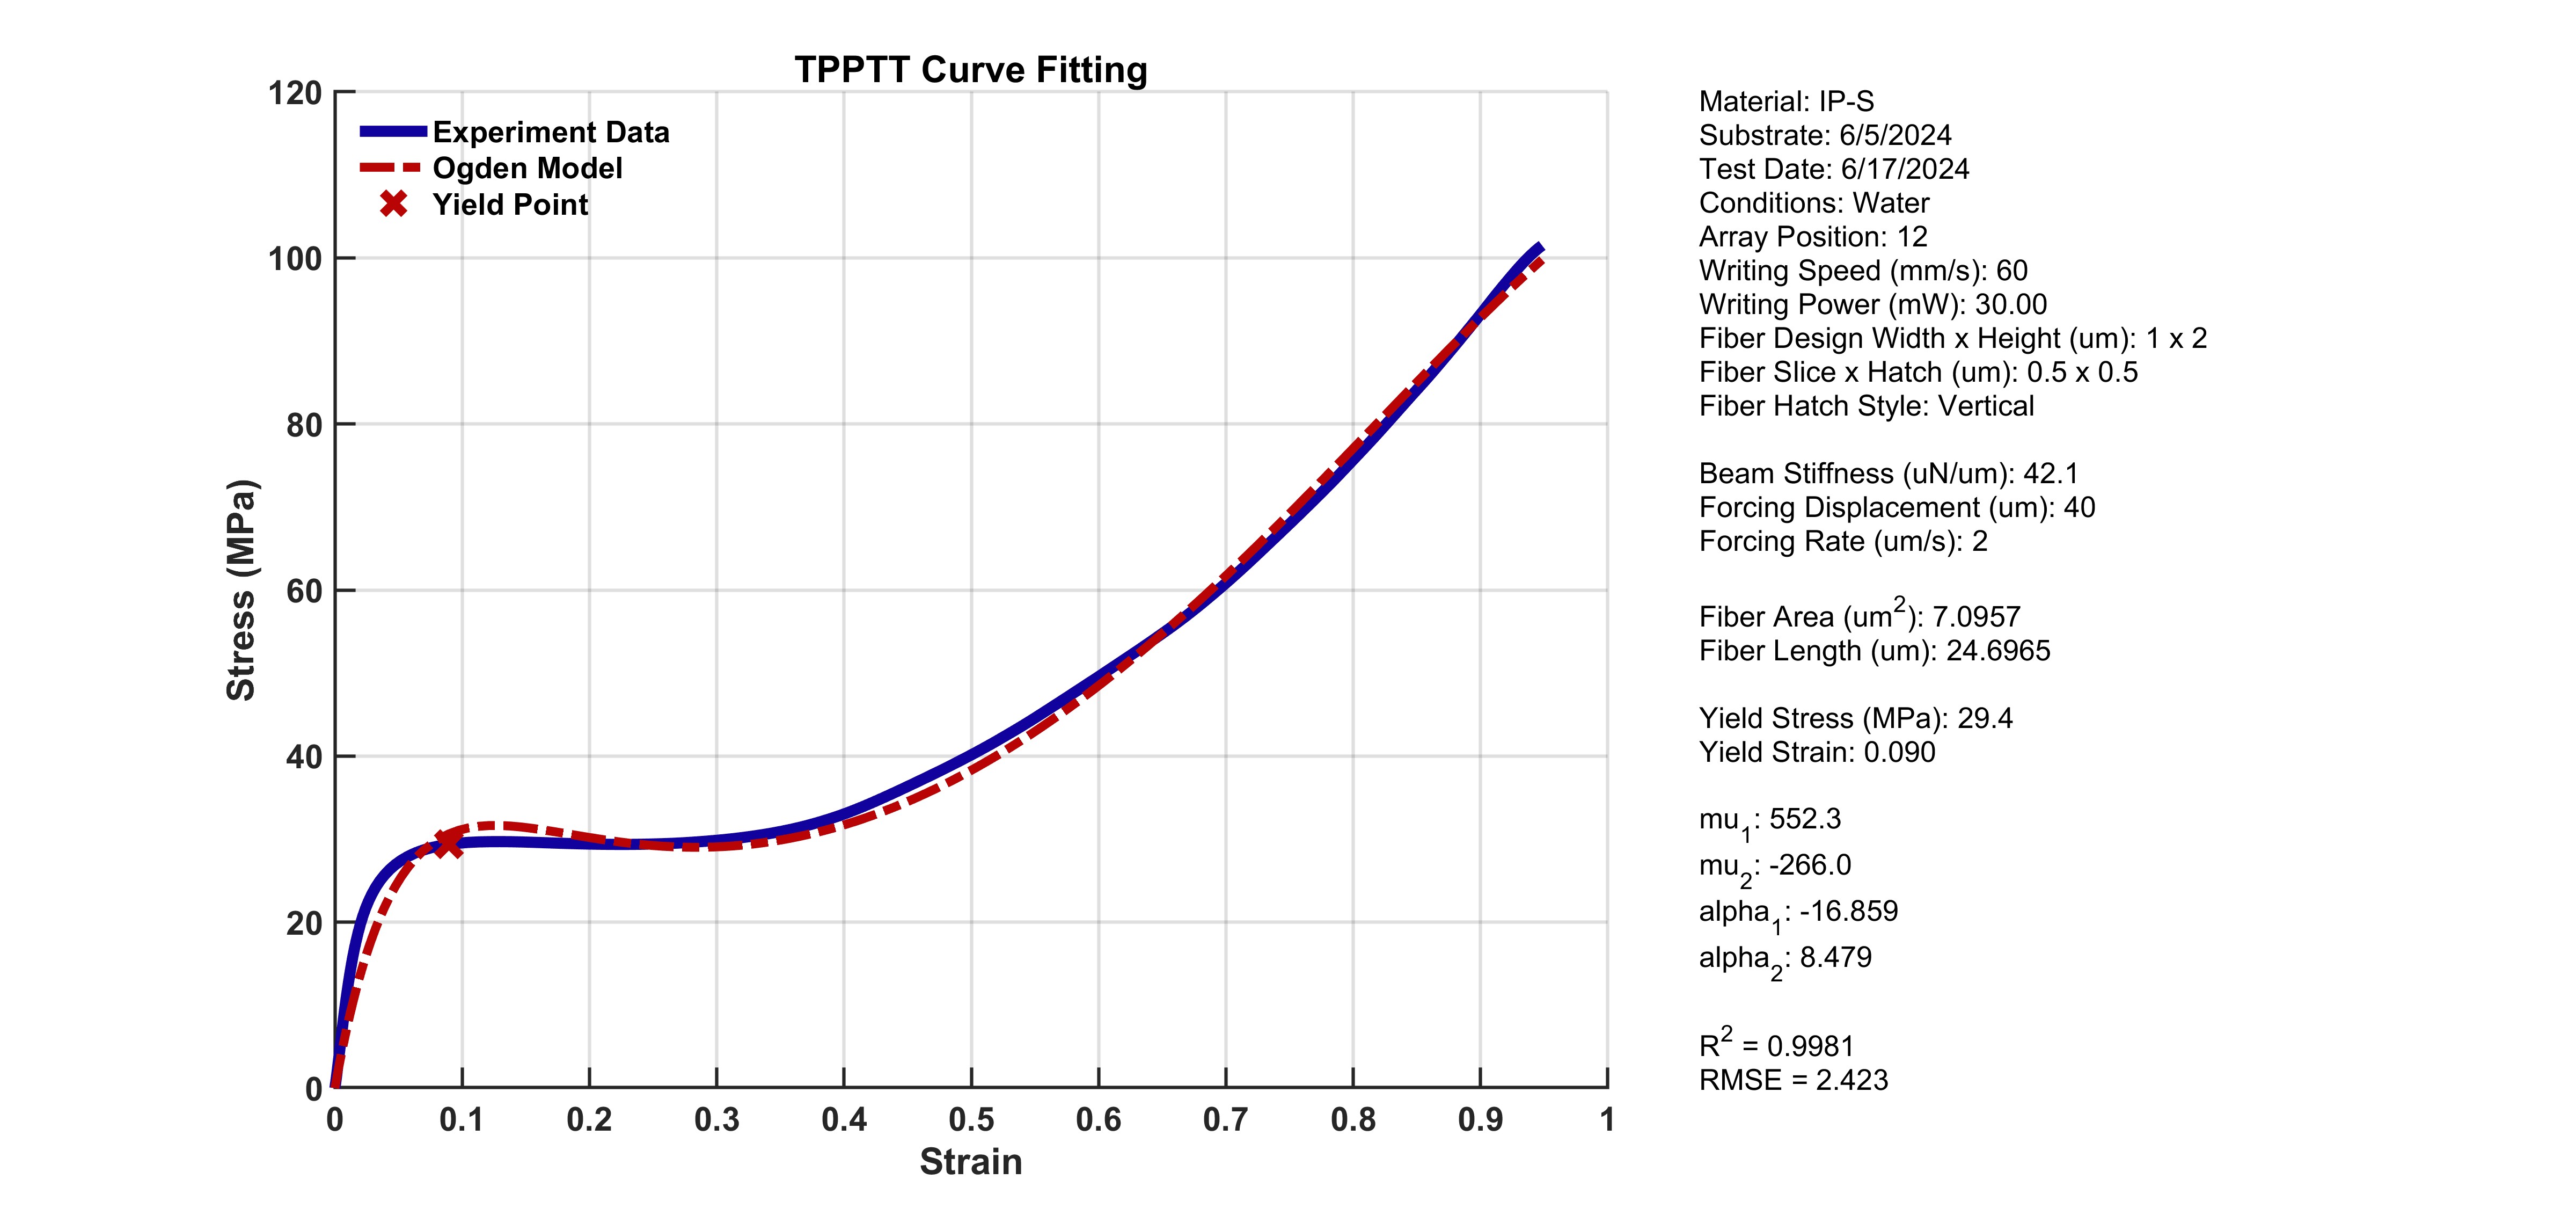 TPPTT Curve Fitting
120
100
80
60
40
20
0
Stress (MPa)
Experiment Data
Ogden Model
Yield Point
0 0.1 0.2 0.3 0.4 0.5 0.6 0.7 0.8 0.9 1
Strain
Material: IP-S
Substrate: 6/5/2024
Test Date: 6/17/2024
Conditions: Water
Array Position: 12
Writing Speed (mm/s): 60
Writing Power (mW): 30.00
Fiber Design Width x Height (um): 1 x 2
Fiber Slice x Hatch (um): 0.5 x 0.5
Fiber Hatch Style: Vertical
Beam Stiffness (uN/um): 42.1
Forcing Displacement (um): 40
Forcing Rate (um/s): 2
Fiber Area (um²): 7.0957
Fiber Length (um): 24.6965
Yield Stress (MPa): 29.4
Yield Strain: 0.090
mu₁: 552.3
mu₂: -266.0
alpha₁: -16.859
alpha₂: 8.479
R² = 0.9981
RMSE = 2.423